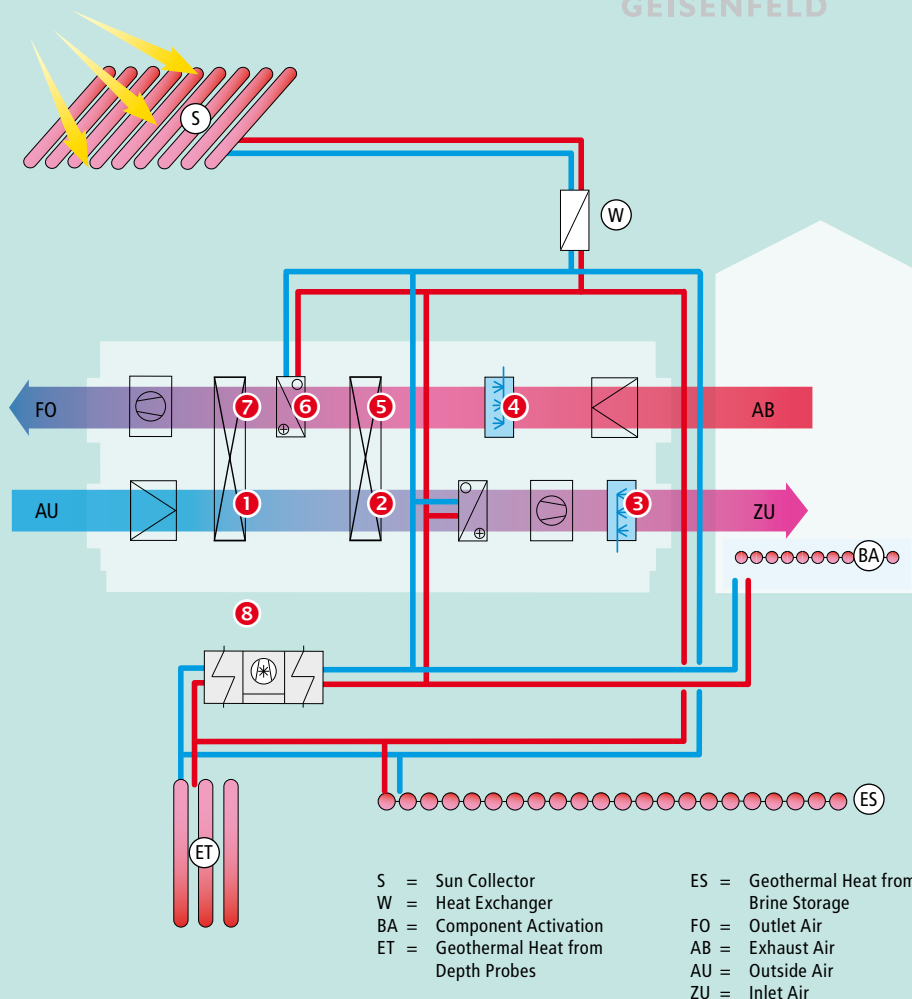 GEISENFELD
S
W
FO
7
6
5
4
AB
AU
1
2
3
ZU
BA
8
ES
ET
S = Sun Collector
W = Heat Exchanger
BA = Component Activation
ET = Geothermal Heat from
Depth Probes
ES = Geothermal Heat from
Brine Storage
FO = Outlet Air
AB = Exhaust Air
AU = Outside Air
ZU = Inlet Air